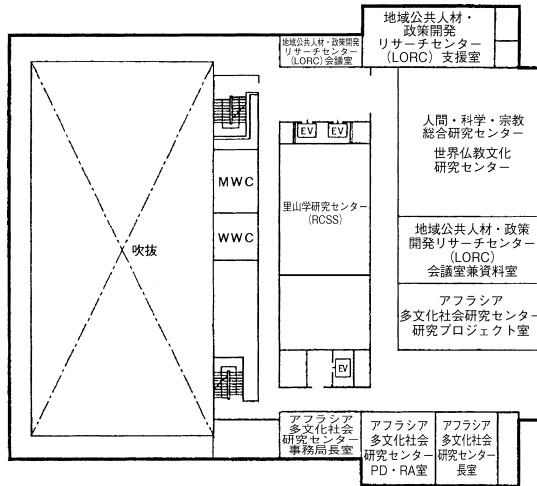 地域公共人材・
政策開発
リサーチセンター
(LORC)支援室
地域公共人材・政策開発
リサーチセンター
(LORC)会議室
人間・科学・宗教
総合研究センター
世界仏教文化
研究センター
EV
EV
MWC
里山学研究センター
(RCSS)
WWC
吹抜
地域公共人材・政策
開発リサーチセンター
(LORC)
会議室兼資料室
アフラシア
多文化社会研究センター
研究プロジェクト室
EV
アフラシア
多文化社会
研究センター
事務局長室
アフラシア
多文化社会
研究センター
PD・RA室
アフラシア
多文化社会
研究センター
長室